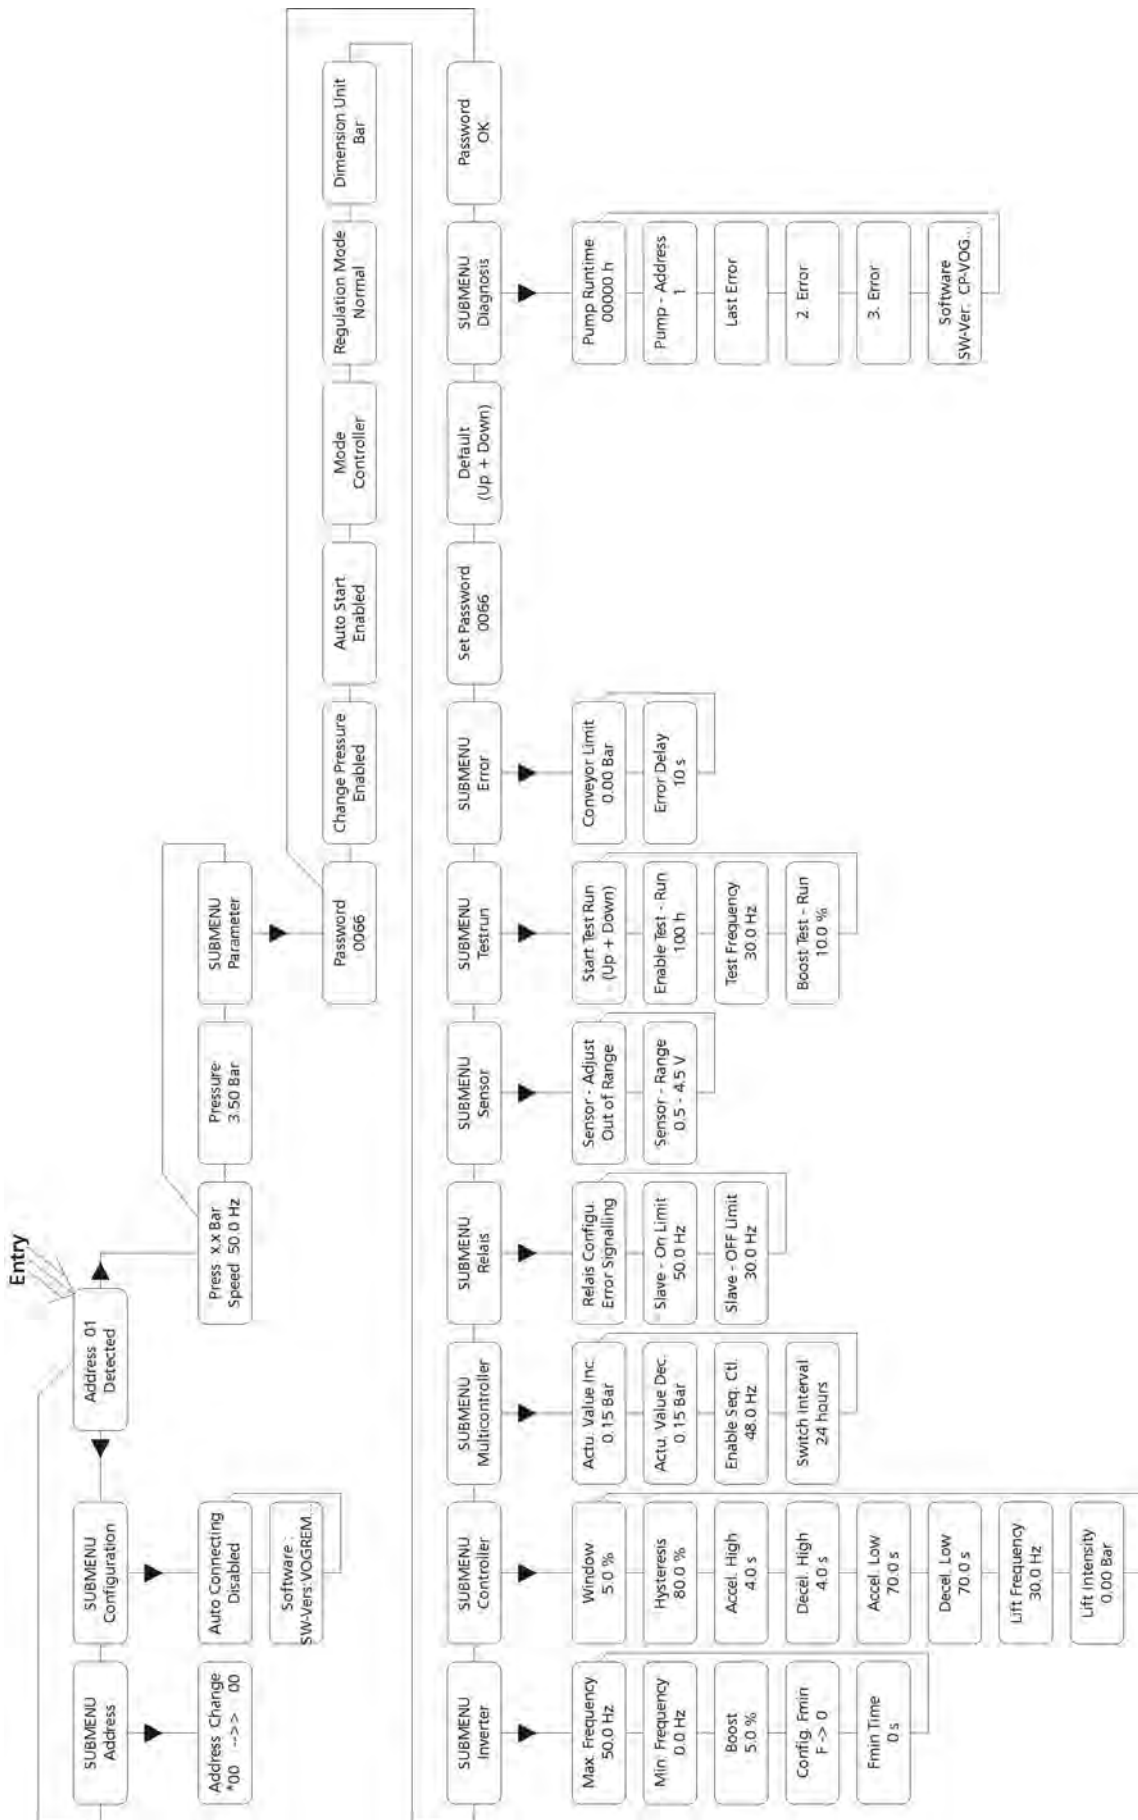 Entry
Address 01
Detected
SUBMENU
Configuration
SUBMENU
Address
Auto Connecting
Disabled
Software :
SW-Vers:VOGREM...
Address Change
*00 -->> 00
Press x.x Bar
Speed 50.0 Hz
Pressure
3.50 Bar
SUBMENU
Parameter
Password
0066
Change Pressure
Enabled
Auto Start
Enabled
Mode
Controller
Regulation Mode
Normal
Dimension Unit
Bar
SUBMENU
Inverter
Max. Frequency
50.0 Hz
Min. Frequency
0.0 Hz
Boost
5.0 %
Config. Fmin
F -> 0
Fmin Time
0 s
SUBMENU
Controller
Window
5.0 %
Hysteresis
80.0 %
Accel. High
4.0 s
Decel. High
4.0 s
Accel. Low
70.0 s
Decel. Low
70.0 s
Lift Frequency
30.0 Hz
Lift Intensity
0.00 Bar
SUBMENU
Multicontroller
Actu. Value Inc.
0.15 Bar
Actu. Value Dec.
0.15 Bar
Enable Seq. Ctl.
48.0 Hz
Switch Interval
24 hours
SUBMENU
Relais
Relais Configu.
Error Signalling
Slave - On Limit
50.0 Hz
Slave - OFF Limit
30.0 Hz
SUBMENU
Sensor
Sensor - Adjust
Out of Range
Sensor - Range
0.5 - 4.5 V
SUBMENU
Testrun
Start Test Run
(Up + Down)
Enable Test - Run
100 h
Test Frequency
30.0 Hz
Boost Test - Run
10.0 %
SUBMENU
Error
Conveyor Limit
0.00 Bar
Error Delay
10 s
Set Password
0066
Default
(Up + Down)
SUBMENU
Diagnosis
Pump Runtime
00000 h
Pump - Address
1
Last Error
2. Error
3. Error
Software
SW-Ver. CP-VOG...
Password
OK